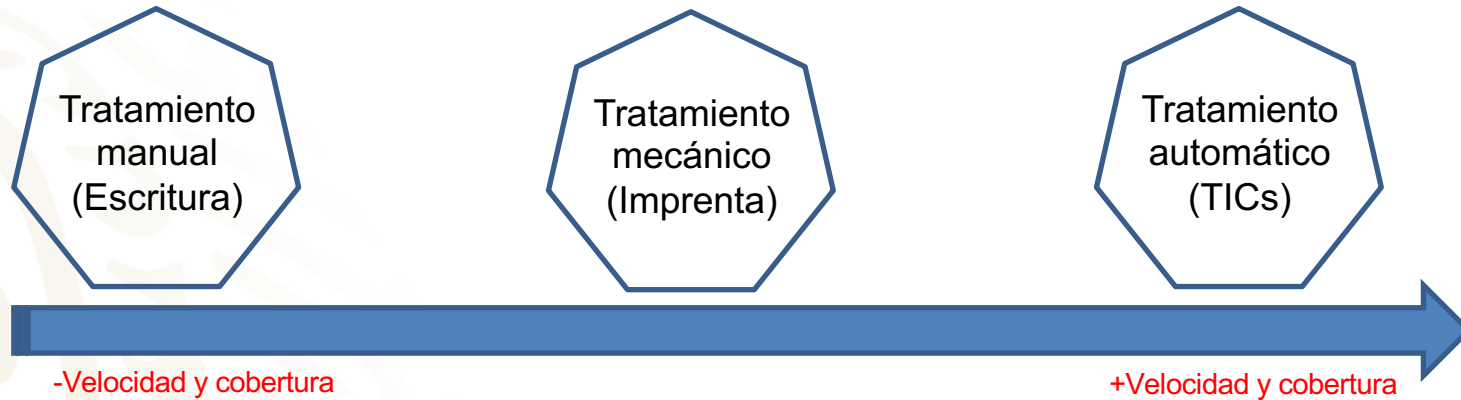 Tratamiento
manual
(Escritura)
Tratamiento
mecánico
(Imprenta)
Tratamiento
automático
(TICs)
-Velocidad y cobertura
+Velocidad y cobertura